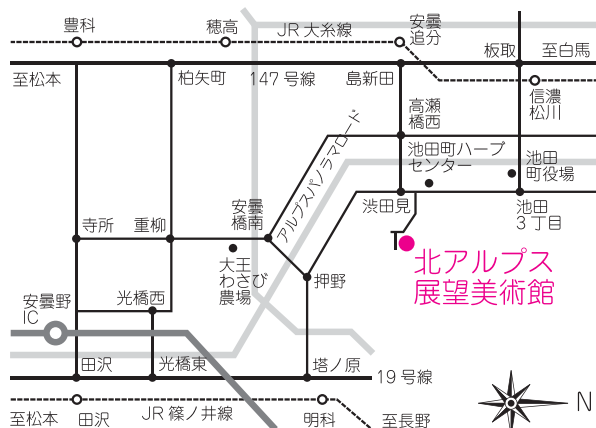 豊科
穂高
JR 大糸線
安曇
追分
板取
至白馬
至松本
柏矢町
147 号線
島新田
信濃
松川
高瀬
橋西
アルプスパノラマロード
池田町ハーブ
センター
池田
町役場
安曇
橋南
渋田見
池田
3 丁目
寺所
重柳
大王
わさび
農場
北アルプス
展望美術館
押野
安曇野
IC
光橋西
田沢
光橋東
塔ノ原
19 号線
至松本
田沢
JR 篠ノ井線
明科
至長野
N